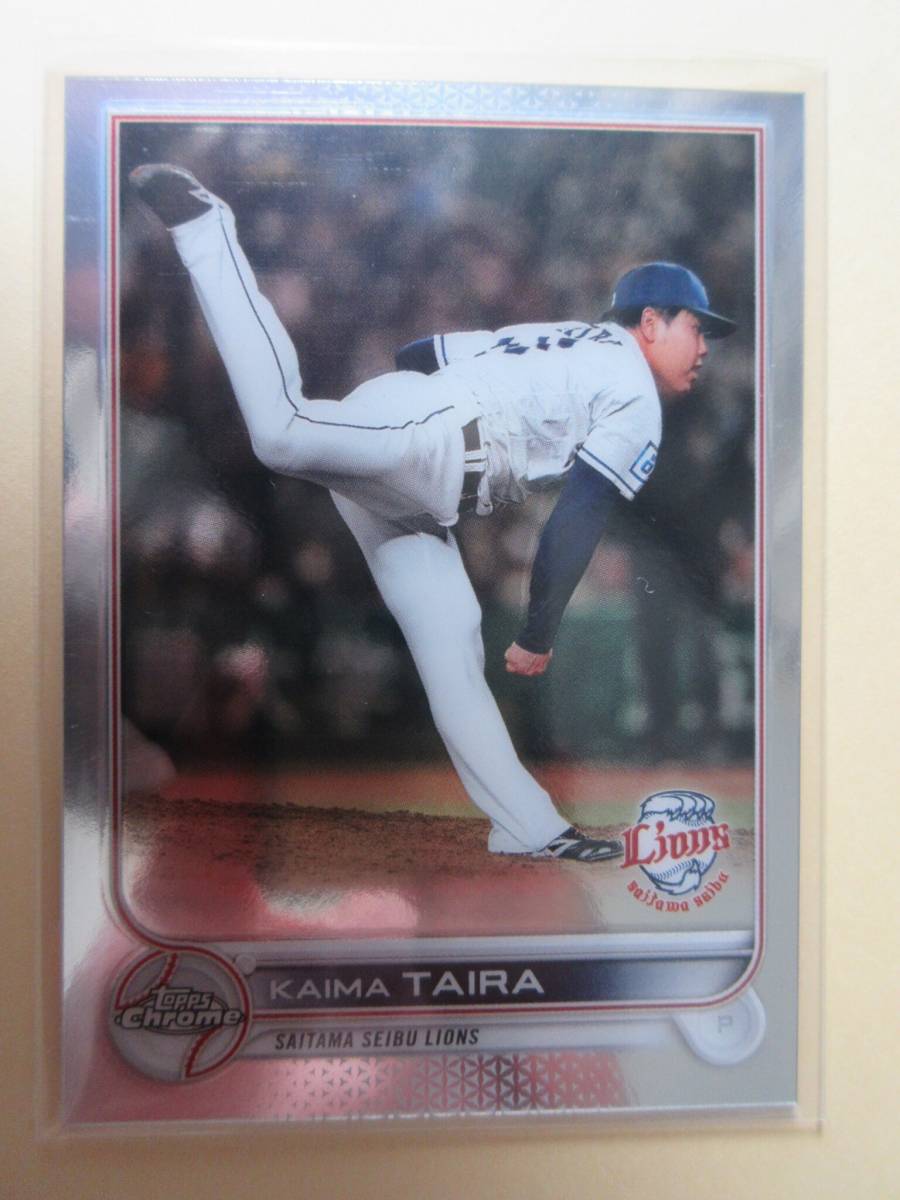 Lions
saitama seibu
KAIMA TAIRA
Topps
Chrome
SAITAMA SEIBU LIONS
P